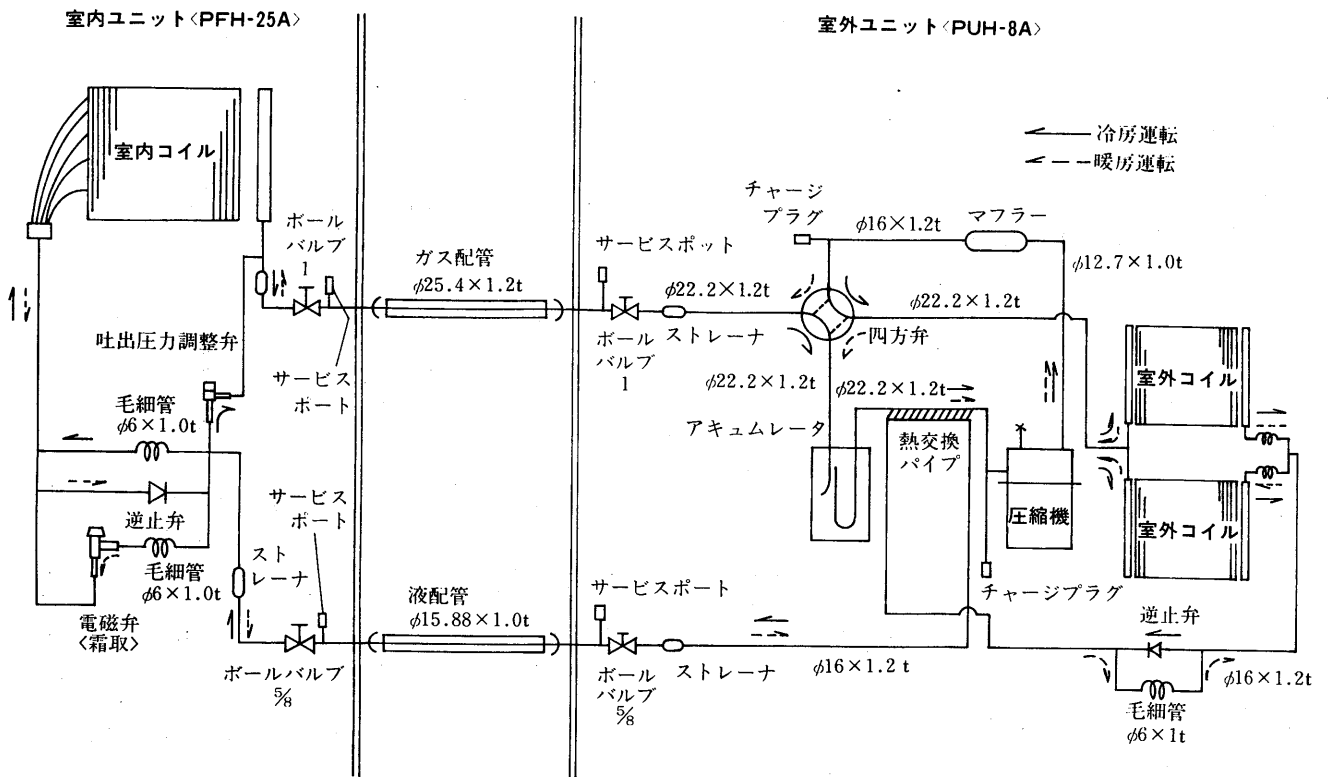 室内ユニット〈PFH-25A〉
室外ユニット〈PUH-8A〉
冷房運転
暖房運転
室内コイル
ボール
バルブ
1
ガス配管
φ25.4×1.2t
サービスポット
チャージ
プラグ
φ16×1.2t
マフラー
φ12.7×1.0t
φ22.2×1.2t
ストレーナ
ボール
バルブ
1
φ22.2×1.2t
四方弁
吐出圧力調整弁
サービス
ポート
φ22.2×1.2t
φ22.2×1.2t
室外コイル
毛細管
φ6×1.0t
アキュムレータ
熱交換
パイプ
圧縮機
室外コイル
逆止弁
サービス
ポート
毛細管
φ6×1.0t
スト
レーナ
電磁弁
〈霜取〉
液配管
φ15.88×1.0t
サービスポート
チャージプラグ
逆止弁
ボールバルブ
5/8
ボール
バルブ
5/8
ストレーナ
φ16×1.2t
φ16×1.2t
毛細管
φ6×1t